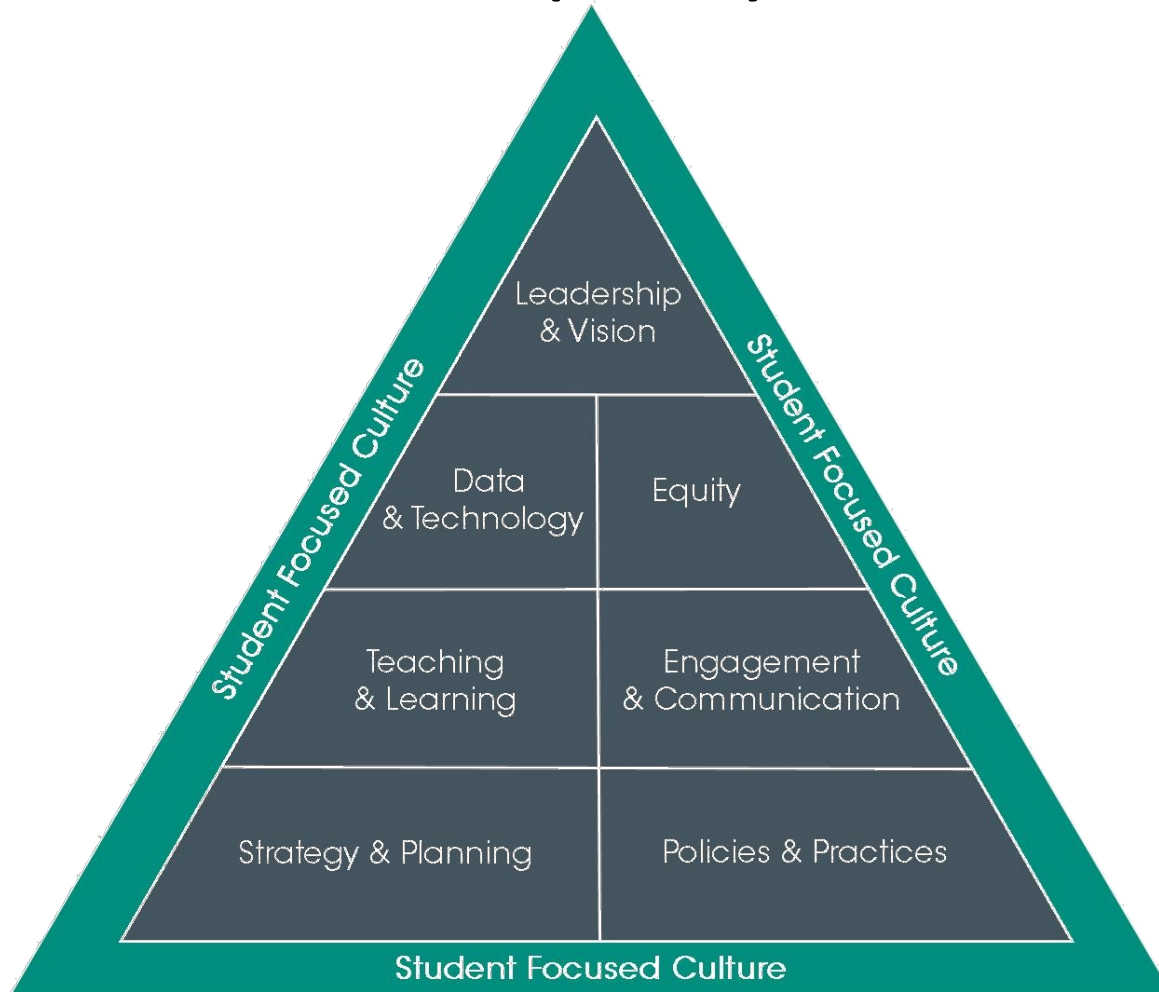 Leadership
& Vision
Student Focused Culture
Student Focused Culture
Data
& Technology
Equity
Teaching
& Learning
Engagement
& Communication
Strategy & Planning
Policies & Practices
Student Focused Culture